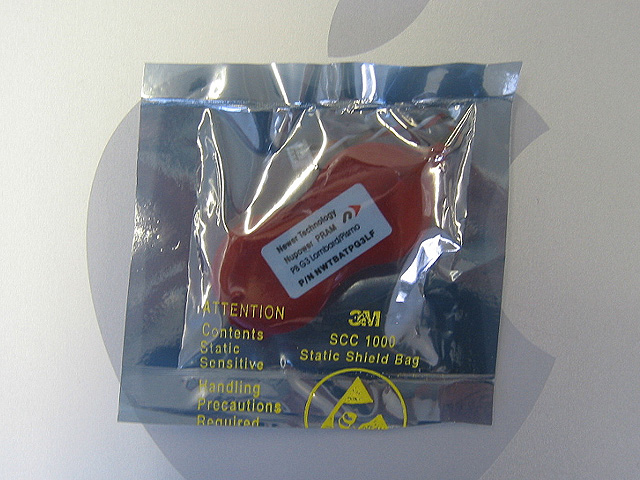 Newer Technology
Nupower PRAM
PB G3 Lombard/Pismo
P/N NWTBATPG3LF
ATTENTION
Contents
Static
Sensitive
Handling
Precautions
Required
3M
SCC 1000
Static Shield Bag